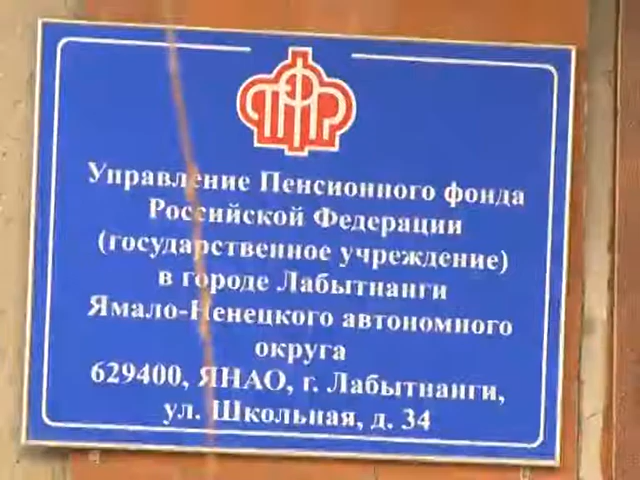 ПФР
Управление Пенсионного фонда
Российской Федерации
(государственное учреждение)
в городе Лабытнанги
Ямало-Ненецкого автономного
округа
629400, ЯНАО, г. Лабытнанги,
ул. Школьная, д. 34